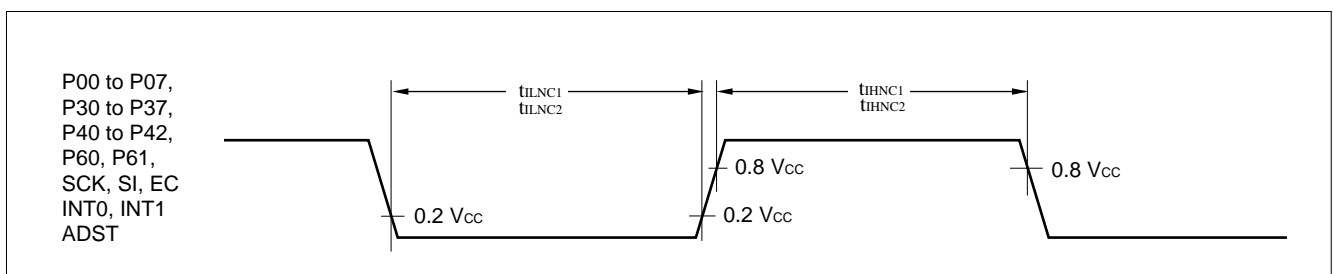 P00 to P07,
P30 to P37,
P40 to P42,
P60, P61,
SCK, SI, EC
INT0, INT1
ADST
tILNC1
tILNC2
tIHNC1
tIHNC2
0.8 VCC
0.8 VCC
0.2 VCC
0.2 VCC